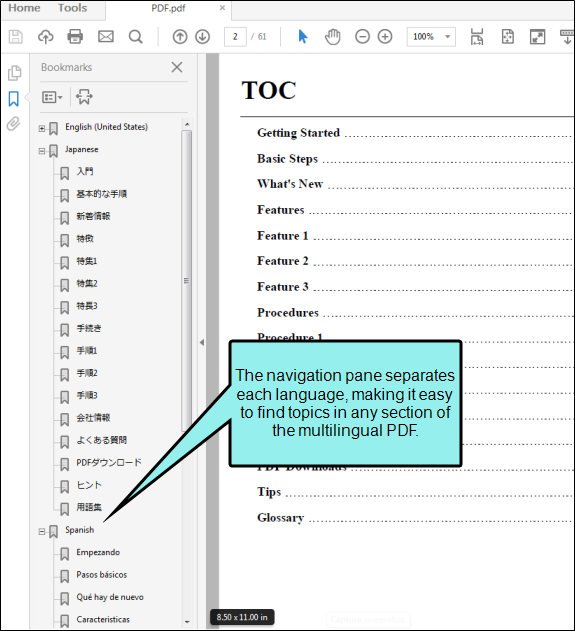 Home Tools PDF.pdf ×
2 / 61 100%
Bookmarks
English (United States)
Japanese
入門
基本的な手順
新着情報
特徴
特集1
特集2
特長3
手続き
手順1
手順2
手順3
会社情報
よくある質問
PDFダウンロード
ヒント
用語集
Spanish
Empezando
Pasos básicos
Qué hay de nuevo
Caracteristicas
TOC
Getting Started
Basic Steps
What's New
Features
Feature 1
Feature 2
Feature 3
Procedures
Procedure 1
The navigation pane separates
each language, making it easy
to find topics in any section of
the multilingual PDF.
PDF Downloads
Tips
Glossary
8.50 x 11.00 in